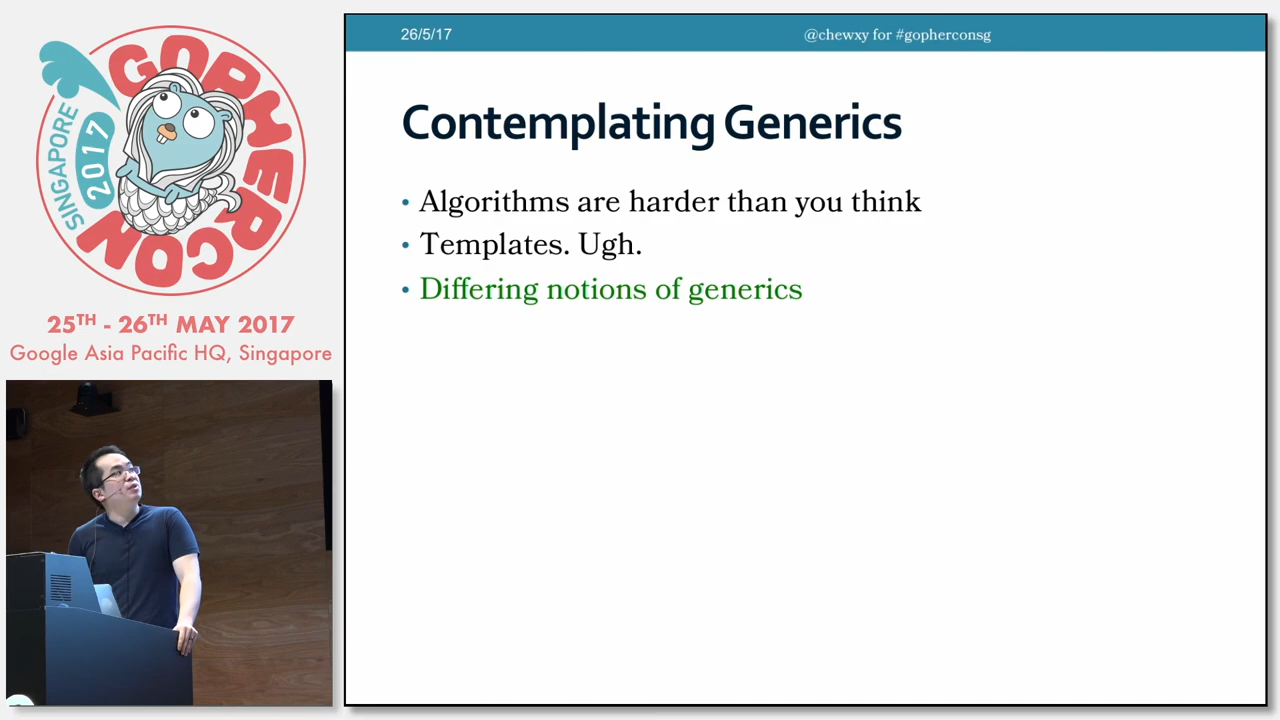 GOPHERCON
SINGAPORE
2017
25TH - 26TH MAY 2017
Google Asia Pacific HQ, Singapore
26/5/17
@chewxy for #gopherconsg
Contemplating Generics
• Algorithms are harder than you think
• Templates. Ugh.
• Differing notions of generics